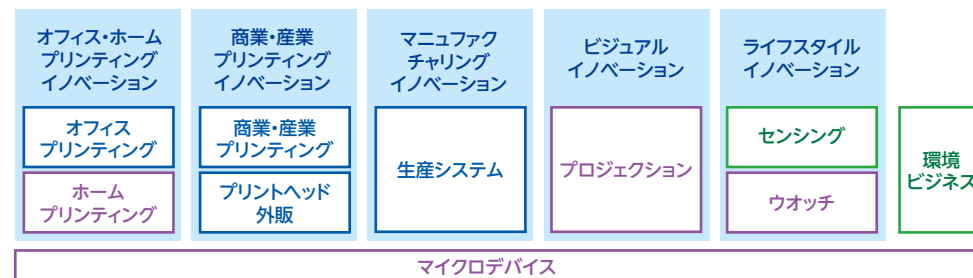 オフィス・ホーム
プリンティング
イノベーション
商業・産業
プリンティング
イノベーション
マニュファク
チャリング
イノベーション
ビジュアル
イノベーション
ライフスタイル
イノベーション
オフィス
プリンティング
ホーム
プリンティング
商業・産業
プリンティング
プリントヘッド
外販
生産システム
プロジェクション
センシング
ウオッチ
環境
ビジネス
マイクロデバイス